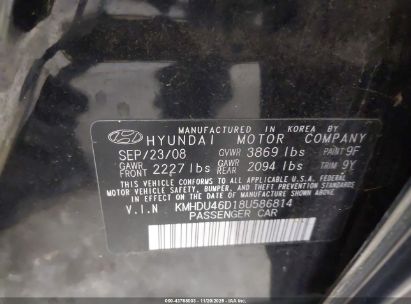 MANUFACTURED IN KOREA BY
HYUNDAI MOTOR COMPANY
SEP/23/08 GVWR 3869 lbs PAINT 9F
GAWR FRONT 2227 lbs GAWR REAR 2094 lbs TRIM 9Y
THIS VEHICLE CONFORMS TO ALL APPLICABLE U.S.A. FEDERAL
MOTOR VEHICLE SAFETY, BUMPER, AND THEFT PREVENTION STANDARDS
IN EFFECT ON THE DATE OF MANUFACTURE SHOWN ABOVE.
V.I.N KMHDU46D18U586814
PASSENGER CAR